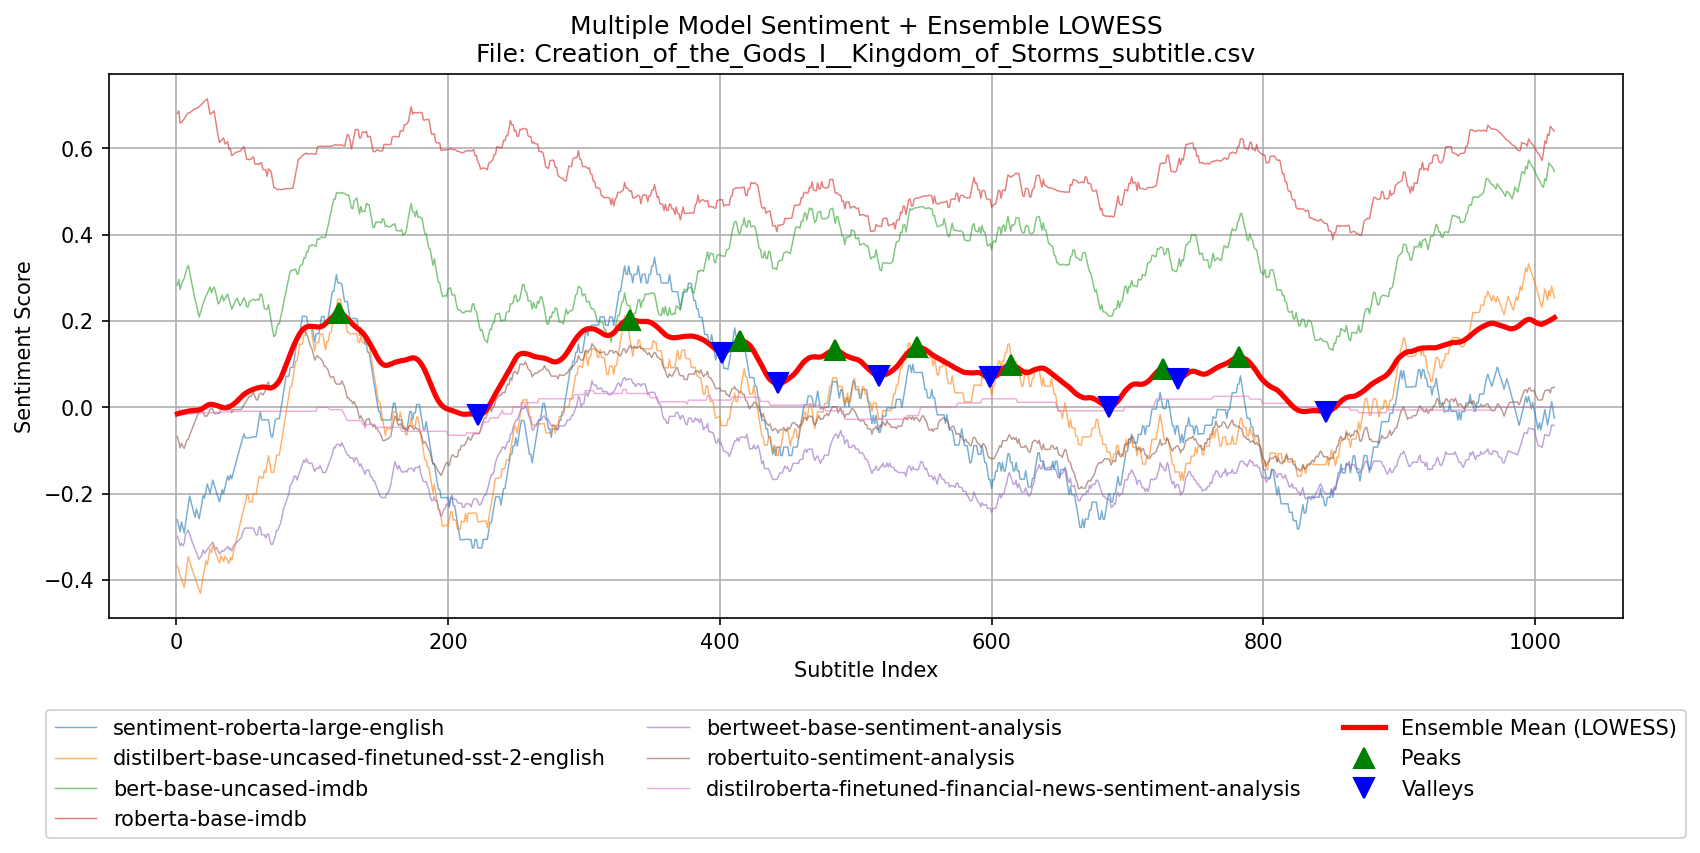 Multiple Model Sentiment + Ensemble LOWESS
File: Creation_of_the_Gods_I__Kingdom_of_Storms_subtitle.csv
Sentiment Score
0.6
0.4
0.2
0.0
−0.2
−0.4
0 200 400 600 800 1000
Subtitle Index
sentiment-roberta-large-english
distilbert-base-uncased-finetuned-sst-2-english
bert-base-uncased-imdb
roberta-base-imdb
bertweet-base-sentiment-analysis
robertuito-sentiment-analysis
distilroberta-finetuned-financial-news-sentiment-analysis
Ensemble Mean (LOWESS)
Peaks
Valleys